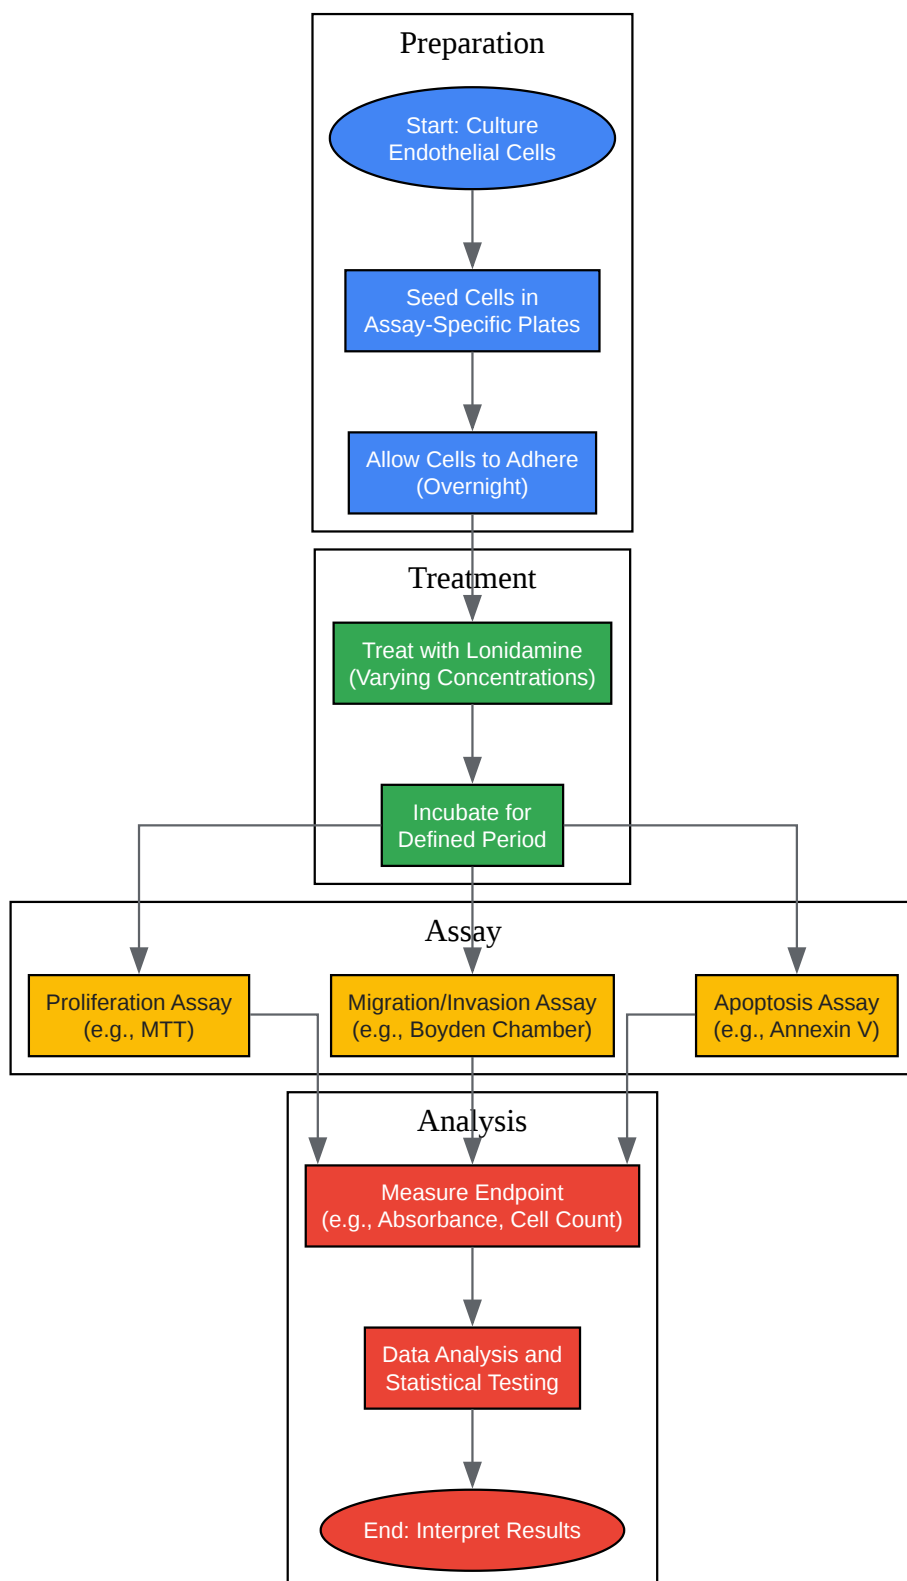 Preparation
Start: Culture
Endothelial Cells
Seed Cells in
Assay-Specific Plates
Allow Cells to Adhere
(Overnight)
Treatment
Treat with Lonidamine
(Varying Concentrations)
Incubate for
Defined Period
Assay
Proliferation Assay
(e.g., MTT)
Migration/Invasion Assay
(e.g., Boyden Chamber)
Apoptosis Assay
(e.g., Annexin V)
Analysis
Measure Endpoint
(e.g., Absorbance, Cell Count)
Data Analysis and
Statistical Testing
End: Interpret Results